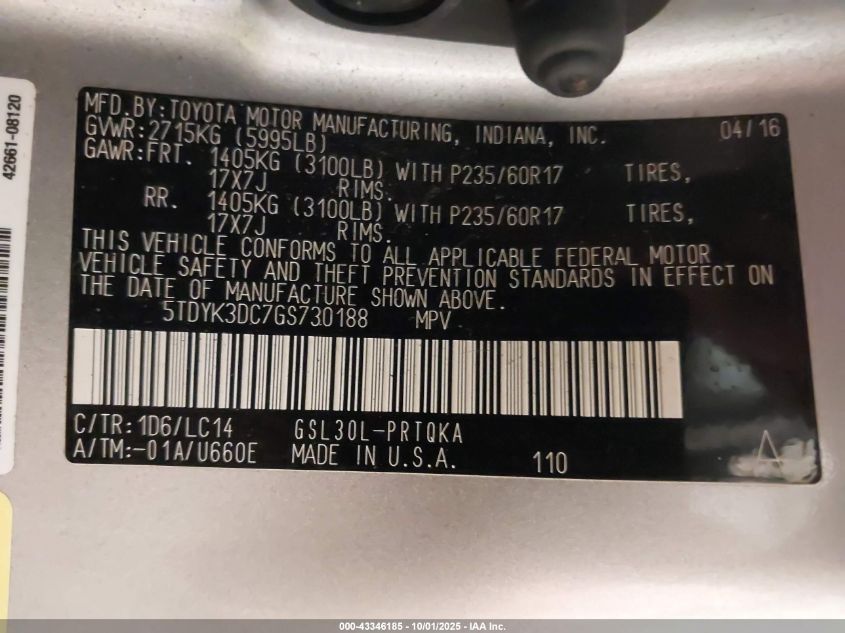 42661-08120
MFD.BY:TOYOTA MOTOR MANUFACTURING, INDIANA, INC. 04/16
GVWR:2715KG (5995LB)
GAWR:FRT. 1405KG (3100LB) WITH P235/60R17 TIRES,
17X7J RIMS.
RR. 1405KG (3100LB) WITH P235/60R17 TIRES,
17X7J RIMS.
THIS VEHICLE CONFORMS TO ALL APPLICABLE FEDERAL MOTOR
VEHICLE SAFETY AND THEFT PREVENTION STANDARDS IN EFFECT ON
THE DATE OF MANUFACTURE SHOWN ABOVE.
5TDYK3DC7GS730188 MPV
C/TR:1D6/LC14 GSL30L-PRTQKA
A/TM:-01A/U660E MADE IN U.S.A. 110 A
000-43346185 - 10/01/2025 - IAA Inc.